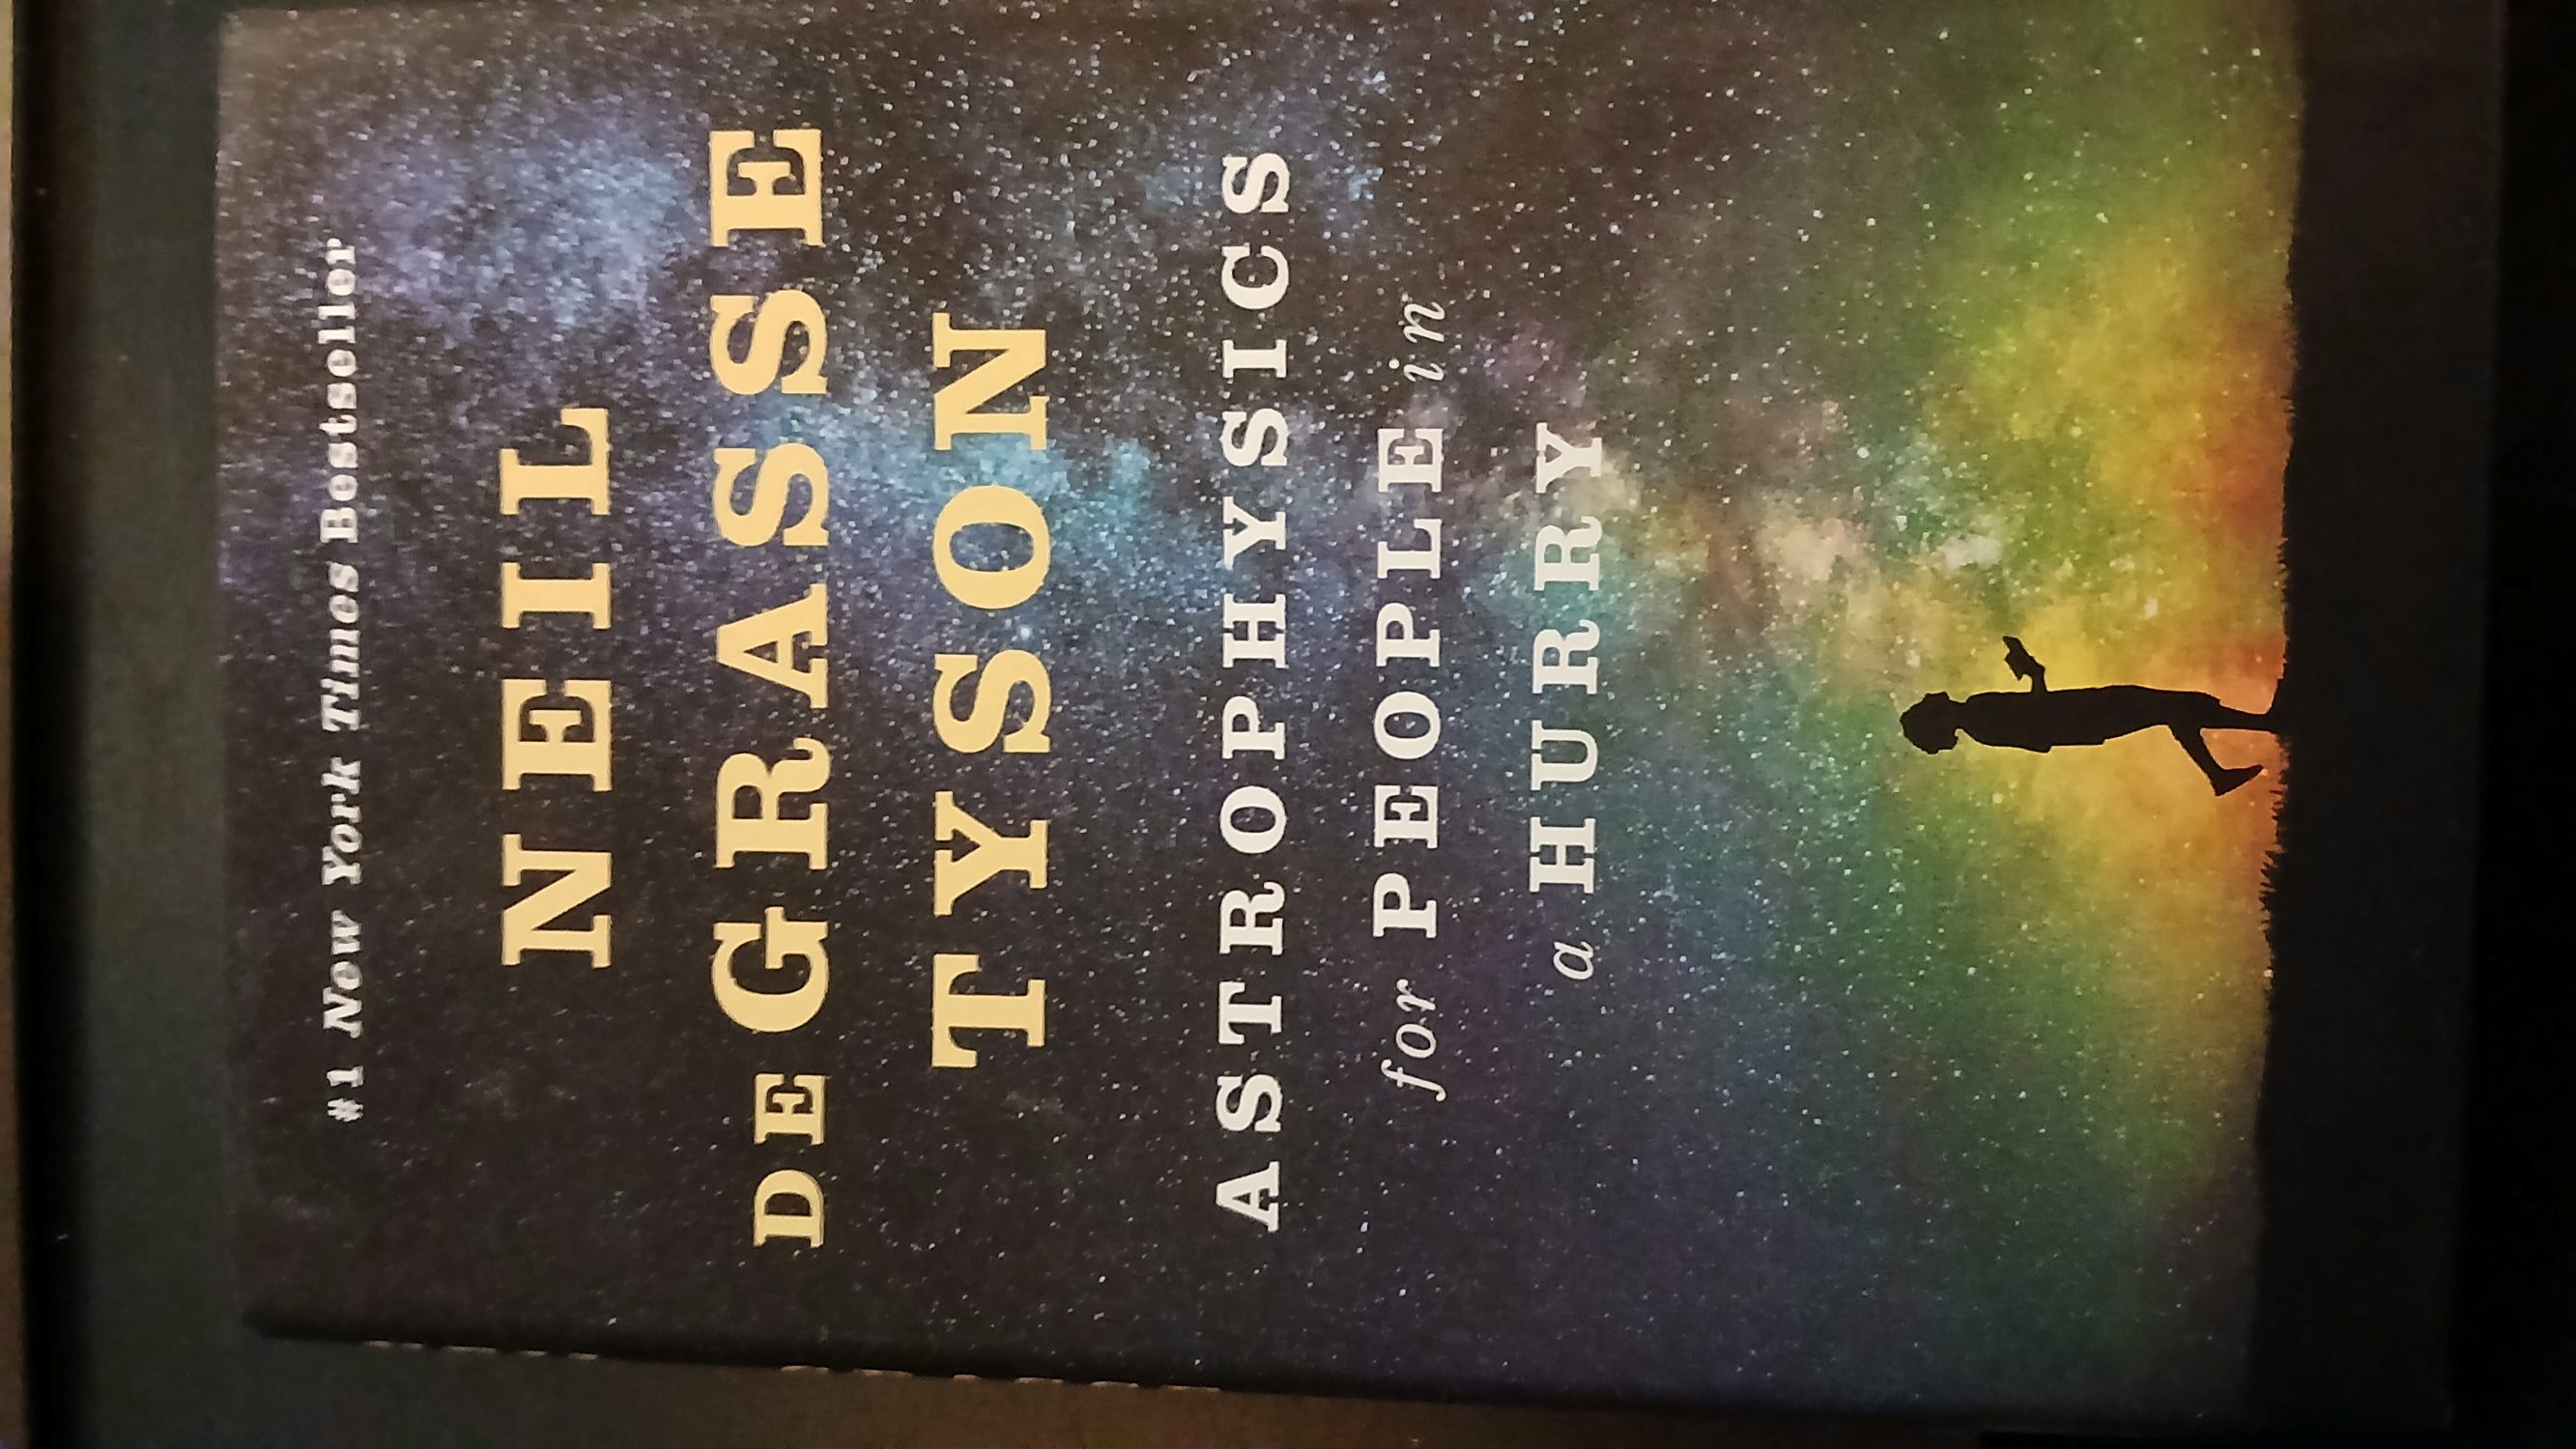 #1 New York Times Bestseller
NEIL
DEGRASSE
TYSON
ASTROPHYSICS
for PEOPLE in
a HURRY